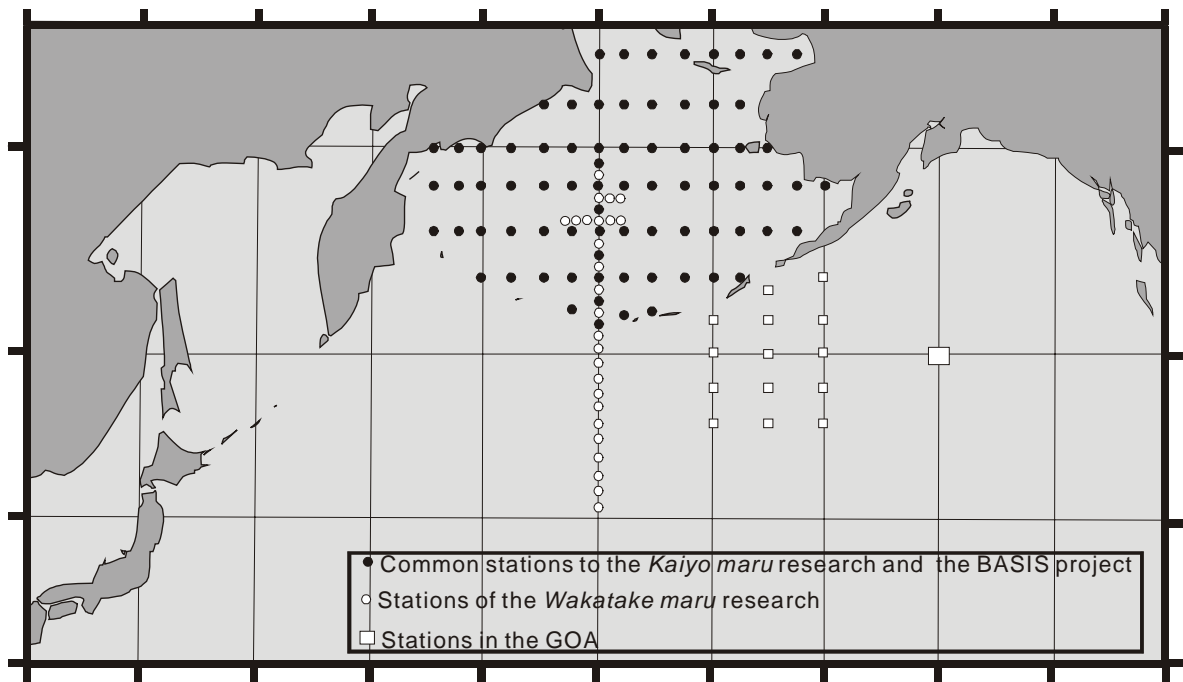 Common stations to the Kaiyo maru research and the BASIS project
Stations of the Wakatake maru research
Stations in the GOA